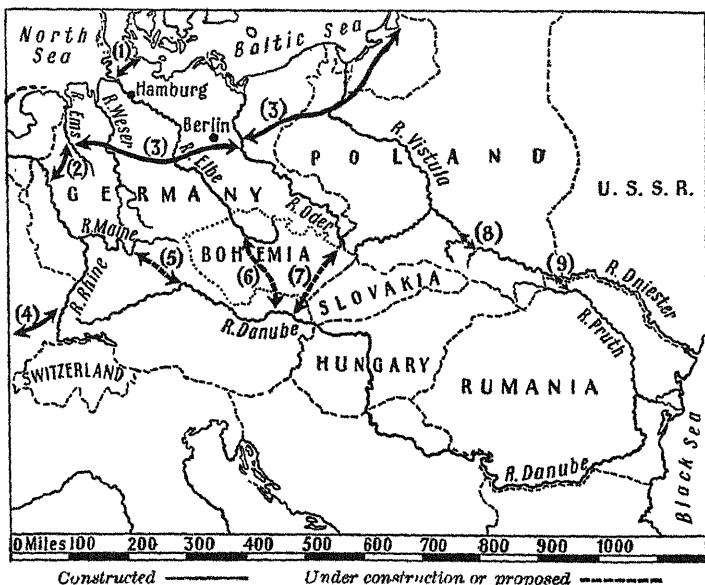 North Sea
Baltic Sea
(1)
Hamburg
R. Ems
R. Weser
Berlin
(3)
(3)
R. Elbe
(2)
GERMANY
POLAND
R. Vistula
U.S.S.R.
R. Oder
R. Maine
(5)
BOHEMIA
(6)
(7)
(8)
(9)
R. Dniester
R. Rhine
(4)
SLOVAKIA
R. Danube
R. Pruth
SWITZERLAND
HUNGARY
RUMANIA
R. Danube
Black Sea
0 Miles 100 200 300 400 500 600 700 800 900 1000
Constructed Under construction or proposed